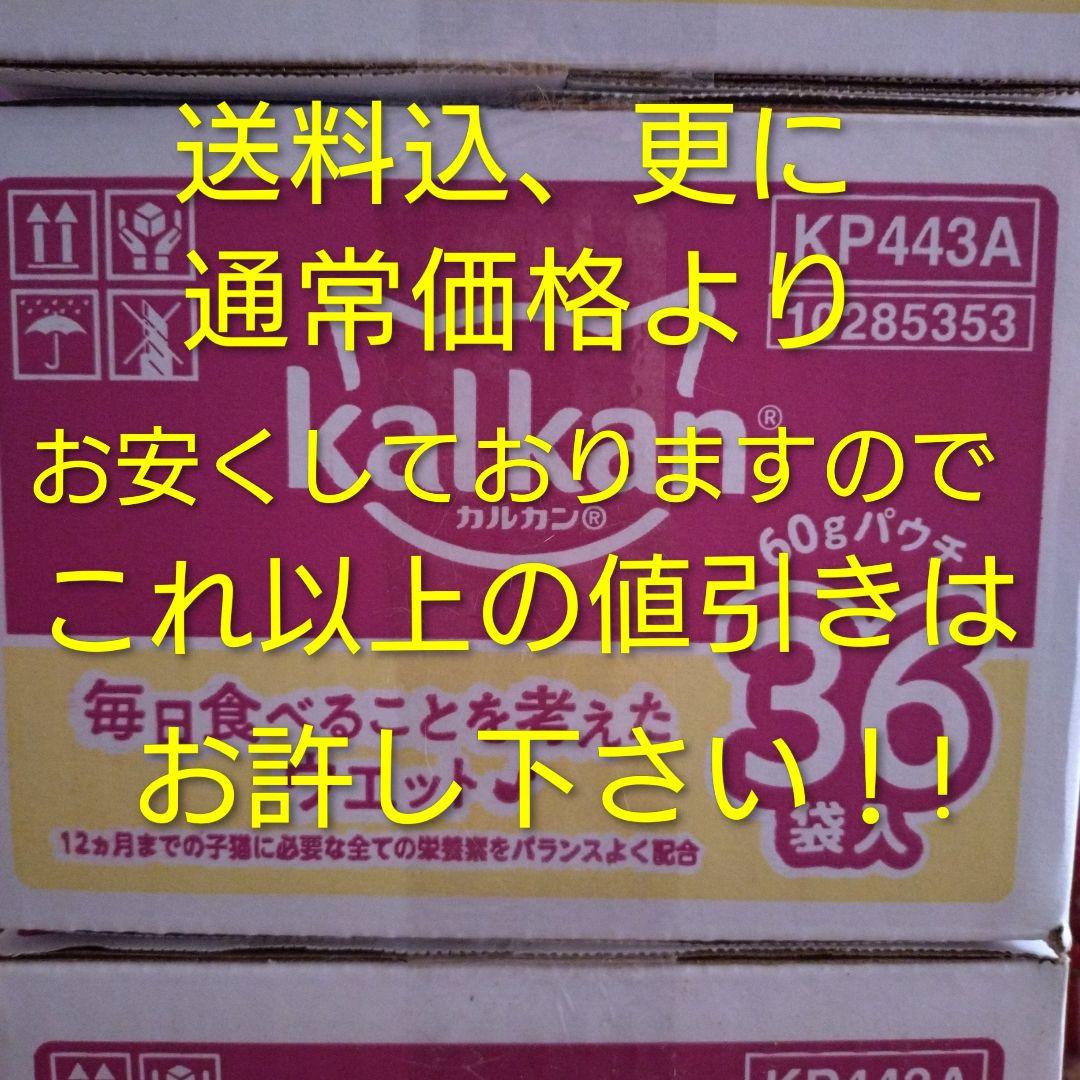 送料込、更に
通常価格より
お安くしておりますので
これ以上の値引きは
お許し下さい！！
KP443A
10285353
kalkan®
カルカン®
60gパウチ
36
袋入
毎日食べることを考えた
ウエット♪
12ヵ月までの子猫に必要な全ての栄養素をバランスよく配合
KP443A